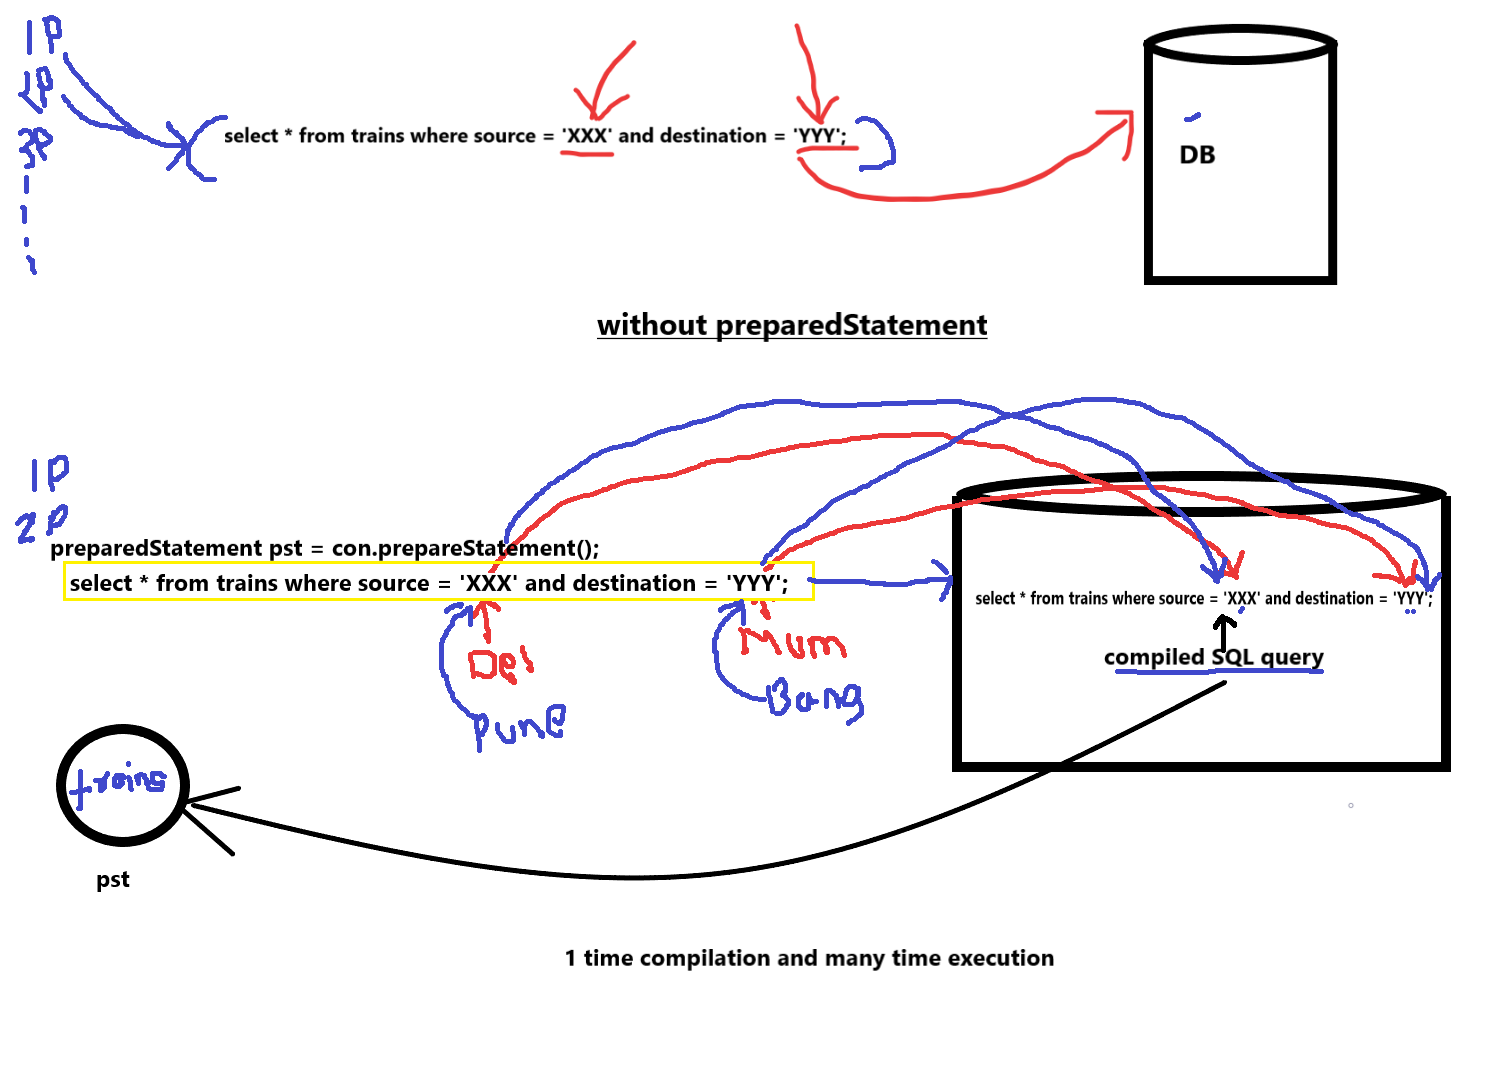 1P
2P
3P
select * from trains where source = 'XXX' and destination = 'YYY';
DB
without preparedStatement
1P
2P
preparedStatement pst = con.prepareStatement();
select * from trains where source = 'XXX' and destination = 'YYY';
select * from trains where source = 'XXX' and destination = 'YYY';
Del
Mum
compiled SQL query
Pune
Bang
trains
pst
1 time compilation and many time execution